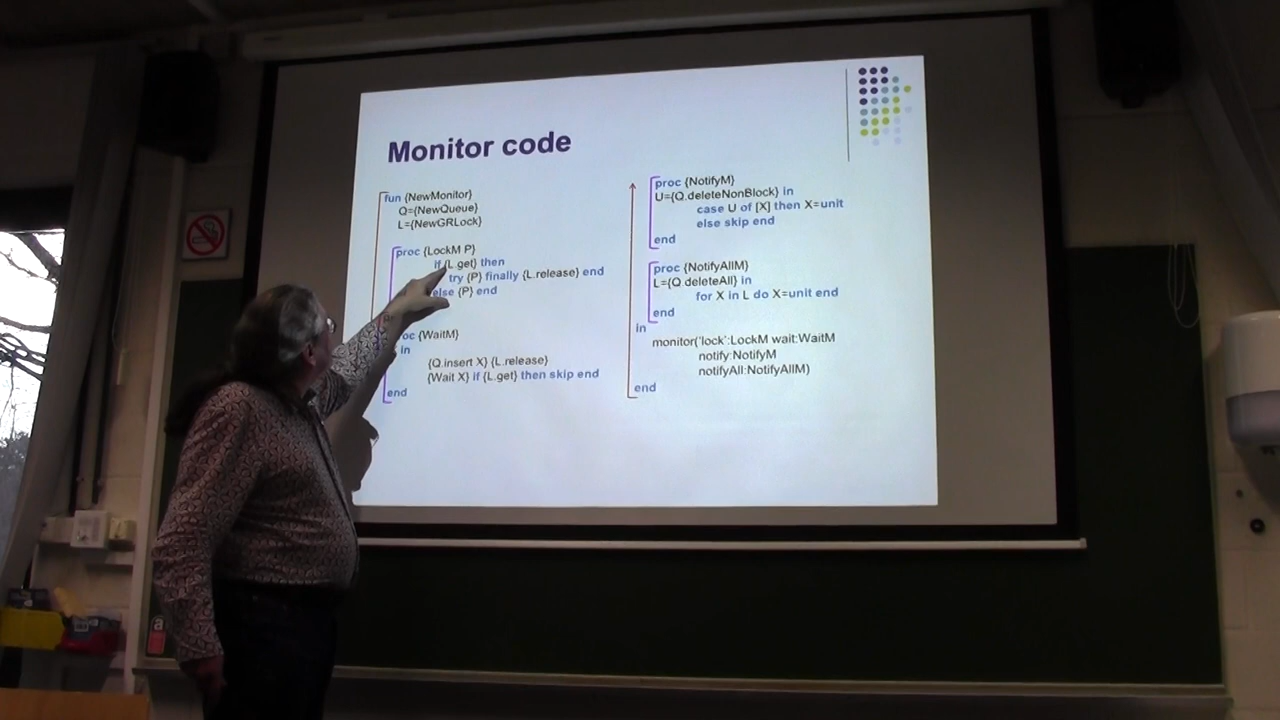 Monitor code
fun {NewMonitor}
Q={NewQueue}
L={NewGRLock}
proc {LockM P}
if {L.get} then
try {P} finally {L.release} end
else {P} end
{WaitM}
in
{Q.insert X} {L.release}
{Wait X} if {L.get} then skip end
end
proc {NotifyM}
U={Q.deleteNonBlock} in
case U of [X] then X=unit
else skip end
end
proc {NotifyAllM}
L={Q.deleteAll} in
for X in L do X=unit end
end
in
monitor('lock':LockM wait:WaitM
notify:NotifyM
notifyAll:NotifyAllM)
end
a